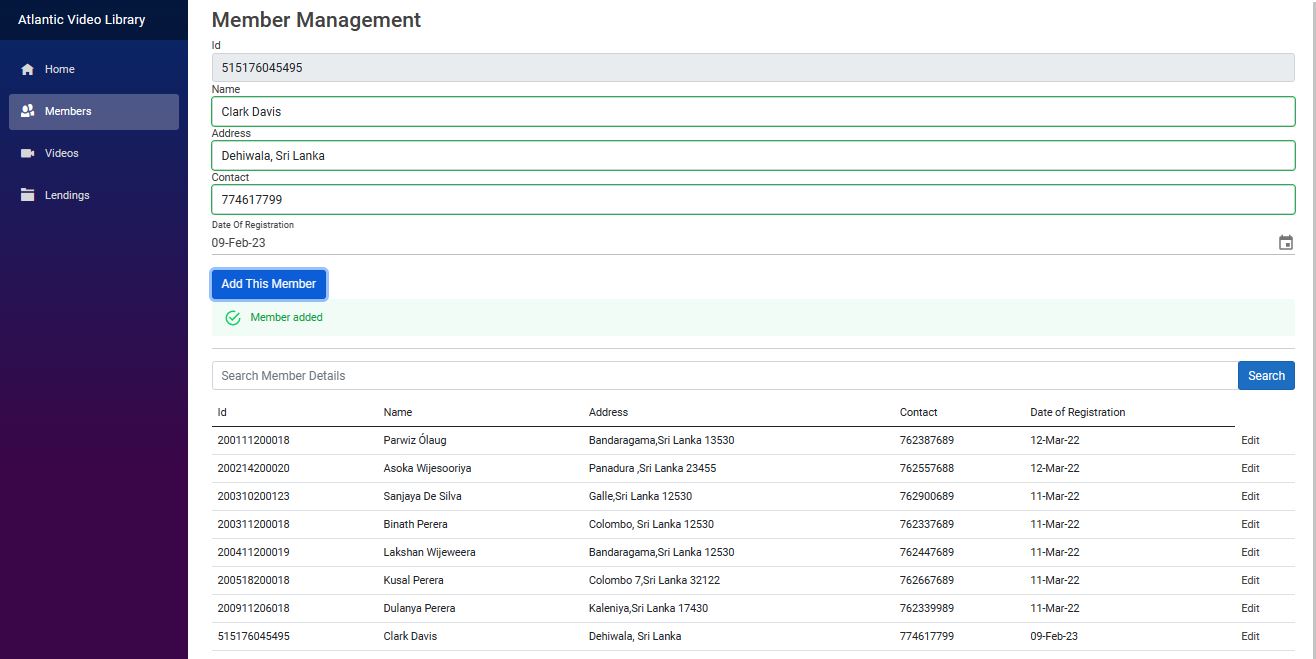 Atlantic Video Library
Home
Members
Videos
Lendings
Member Management
Id
515176045495
Name
Clark Davis
Address
Dehiwala, Sri Lanka
Contact
774617799
Date Of Registration
09-Feb-23
Add This Member
Member added
Search Member Details Search
Id Name Address Contact Date of Registration
200111200018 Parwiz Ólaug Bandaragama,Sri Lanka 13530 762387689 12-Mar-22 Edit
200214200020 Asoka Wijesooriya Panadura ,Sri Lanka 23455 762557688 12-Mar-22 Edit
200310200123 Sanjaya De Silva Galle,Sri Lanka 12530 762900689 11-Mar-22 Edit
200311200018 Binath Perera Colombo, Sri Lanka 12530 762337689 11-Mar-22 Edit
200411200019 Lakshan Wijeweera Bandaragama,Sri Lanka 12530 762447689 11-Mar-22 Edit
200518200018 Kusal Perera Colombo 7,Sri Lanka 32122 762667689 11-Mar-22 Edit
200911206018 Dulanya Perera Kaleniya,Sri Lanka 17430 762339989 11-Mar-22 Edit
515176045495 Clark Davis Dehiwala, Sri Lanka 774617799 09-Feb-23 Edit